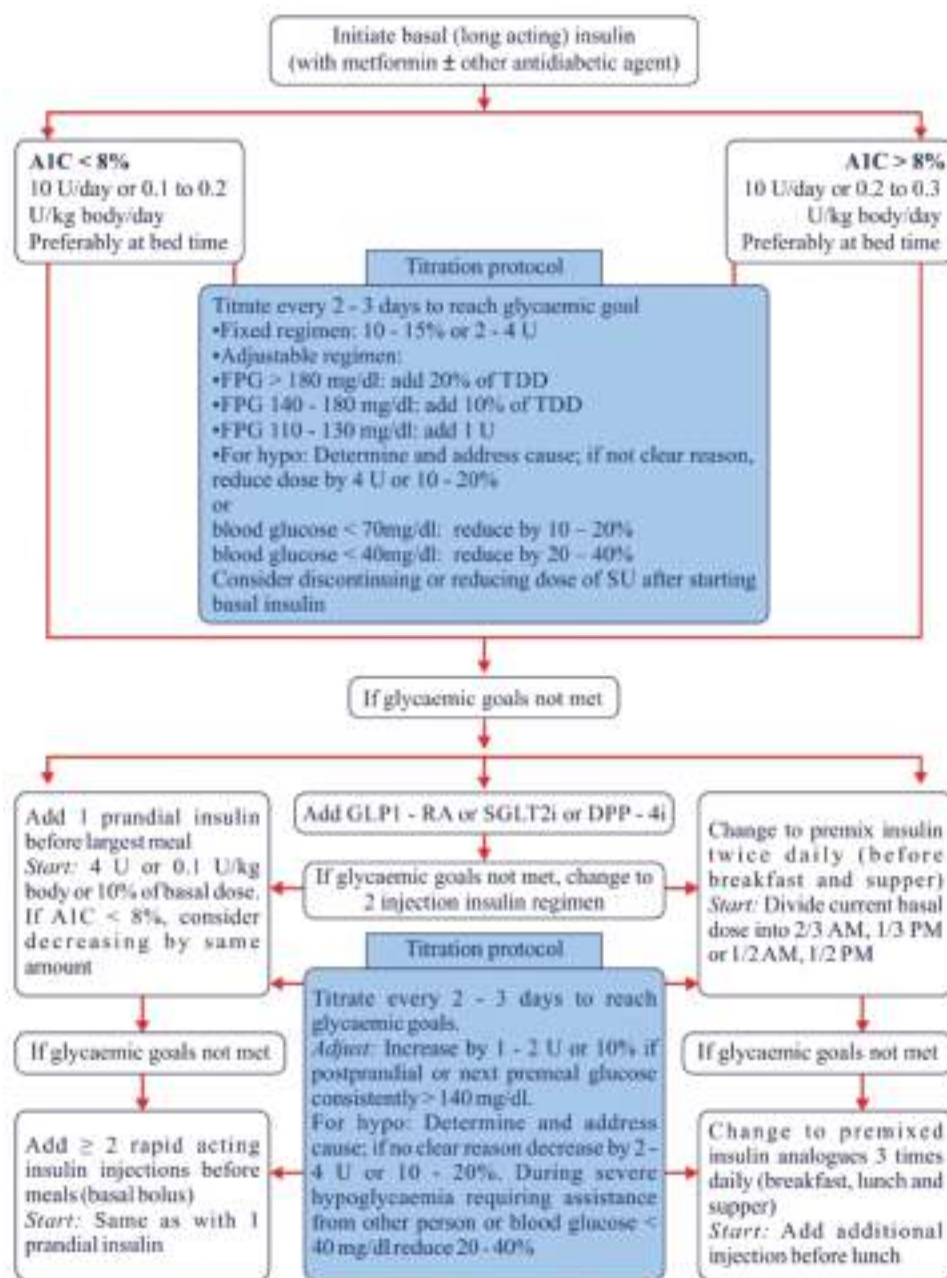 Initiate basal (long acting) insulin
(with metformin ± other antidiabetic agent)
A1C < 8%
10 U/day or 0.1 to 0.2
U/kg body/day
Preferably at bed time
A1C > 8%
10 U/day or 0.2 to 0.3
U/kg body/day
Preferably at bed time
Titration protocol
Titrate every 2 - 3 days to reach glycaemic goal
•Fixed regimen: 10 - 15% or 2 - 4 U
•Adjustable regimen:
•FPG > 180 mg/dl: add 20% of TDD
•FPG 140 - 180 mg/dl: add 10% of TDD
•FPG 110 - 130 mg/dl: add 1 U
•For hypo: Determine and address cause; if not clear reason,
reduce dose by 4 U or 10 - 20%
or
blood glucose < 70mg/dl: reduce by 10 – 20%
blood glucose < 40mg/dl: reduce by 20 – 40%
Consider discontinuing or reducing dose of SU after starting
basal insulin
If glycaemic goals not met
Add 1 prandial insulin
before largest meal
Start: 4 U or 0.1 U/kg
body or 10% of basal dose.
If A1C < 8%, consider
decreasing by same
amount
Add GLP1 - RA or SGLT2i or DPP - 4i
If glycaemic goals not met, change to
2 injection insulin regimen
Change to premix insulin
twice daily (before
breakfast and supper)
Start: Divide current basal
dose into 2/3 AM, 1/3 PM
or 1/2 AM, 1/2 PM
Titration protocol
Titrate every 2 - 3 days to reach
glycaemic goals.
Adjust: Increase by 1 - 2 U or 10% if
postprandial or next premeal glucose
consistently > 140 mg/dl.
For hypo: Determine and address
cause; if no clear reason decrease by 2 -
4 U or 10 - 20%. During severe
hypoglycaemia requiring assistance
from other person or blood glucose <
40 mg/dl reduce 20 - 40%
If glycaemic goals not met
Add ≥ 2 rapid acting
insulin injections before
meals (basal bolus)
Start: Same as with 1
prandial insulin
If glycaemic goals not met
Change to premixed
insulin analogues 3 times
daily (breakfast, lunch and
supper)
Start: Add additional
injection before lunch